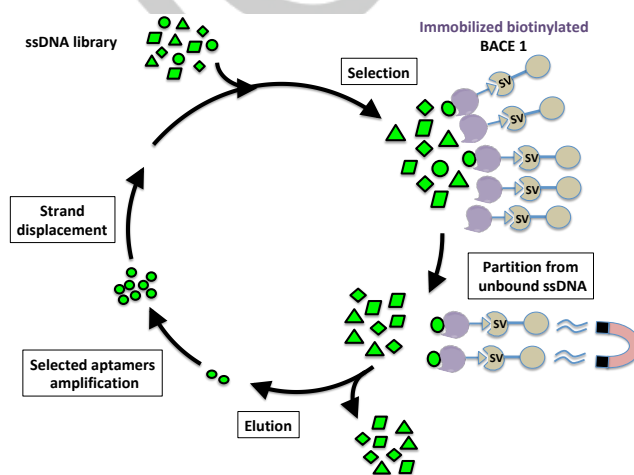 ssDNA library
Immobilized biotinylated
BACE 1
Selection
SV
SV
SV
SV
SV
Strand
displacement
Partition from
unbound ssDNA
SV
SV
Selected aptamers
amplification
Elution